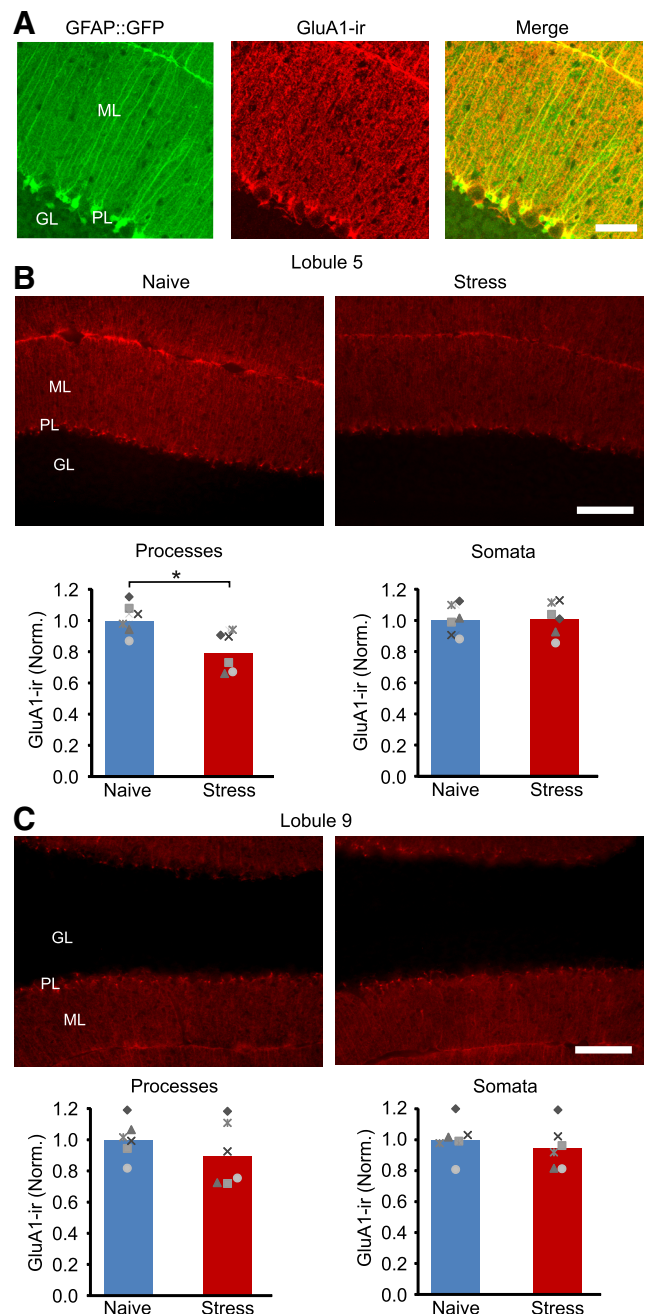 A
GFAP::GFP GluA1-ir Merge
ML
GL PL
Lobule 5
B
Naive Stress
ML
PL
GL
Processes Somata
*
GluA1-ir (Norm.)
1.2
1.0
0.8
0.6
0.4
0.2
0.0
Naive Stress
GluA1-ir (Norm.)
1.2
1.0
0.8
0.6
0.4
0.2
0.0
Naive Stress
C
Lobule 9
GL
PL
ML
Processes Somata
GluA1-ir (Norm.)
1.2
1.0
0.8
0.6
0.4
0.2
0.0
Naive Stress
GluA1-ir (Norm.)
1.2
1.0
0.8
0.6
0.4
0.2
0.0
Naive Stress